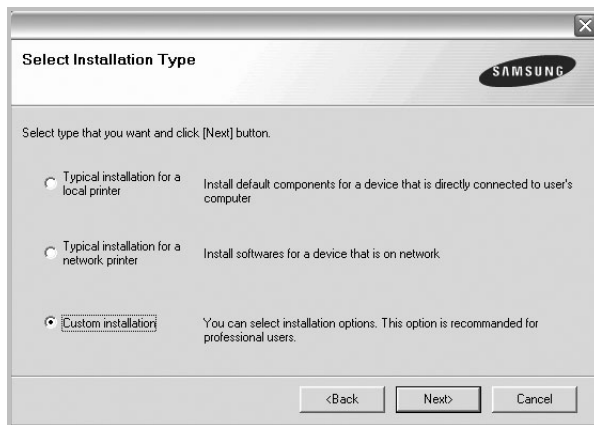 Select Installation Type
SAMSUNG
Select type that you want and click [Next] button.
Typical installation for a
local printer
Install default components for a device that is directly connected to user's
computer
Typical installation for a
network printer
Install softwares for a device that is on network
Custom installation
You can select installation options. This option is recommanded for
professional users.
<Back
Next>
Cancel